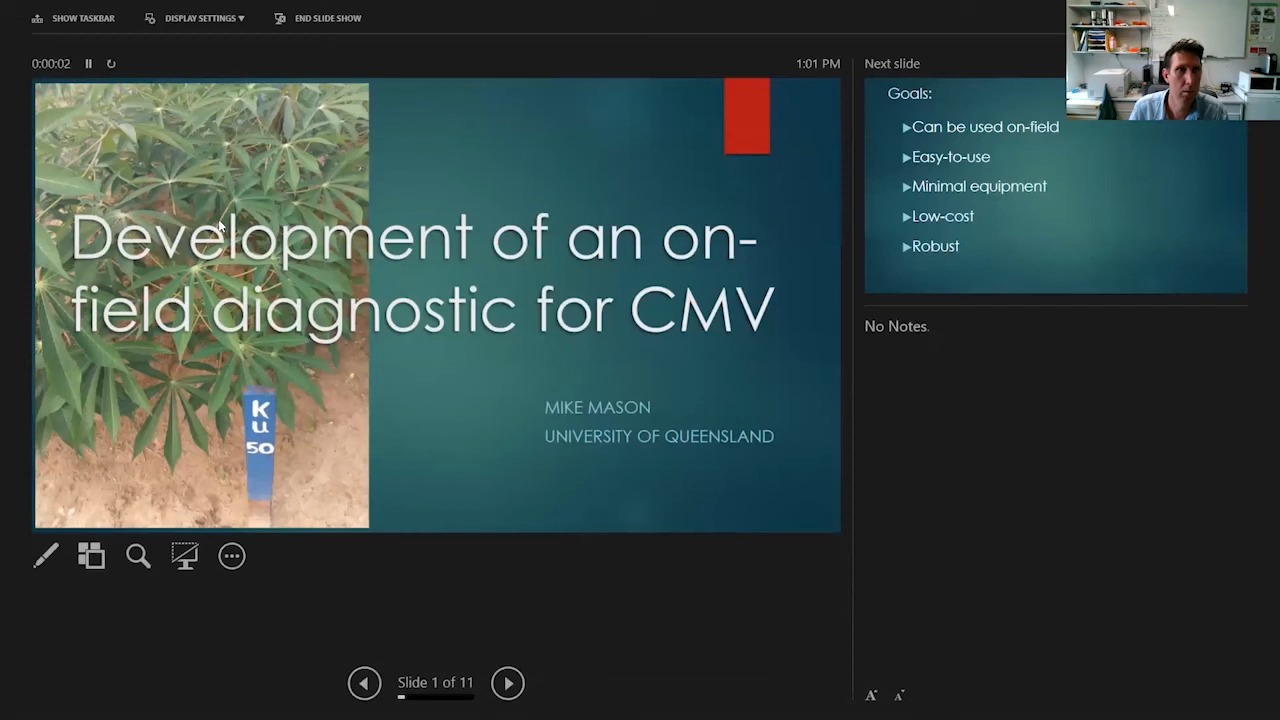 SHOW TASKBAR
DISPLAY SETTINGS ▼
END SLIDE SHOW
0:00:02
1:01 PM
Development of an on-
field diagnostic for CMV
MIKE MASON
UNIVERSITY OF QUEENSLAND
KU
50
Next slide
Goals:
▶Can be used on-field
▶Easy-to-use
▶Minimal equipment
▶Low-cost
▶Robust
No Notes.
Slide 1 of 11
A A